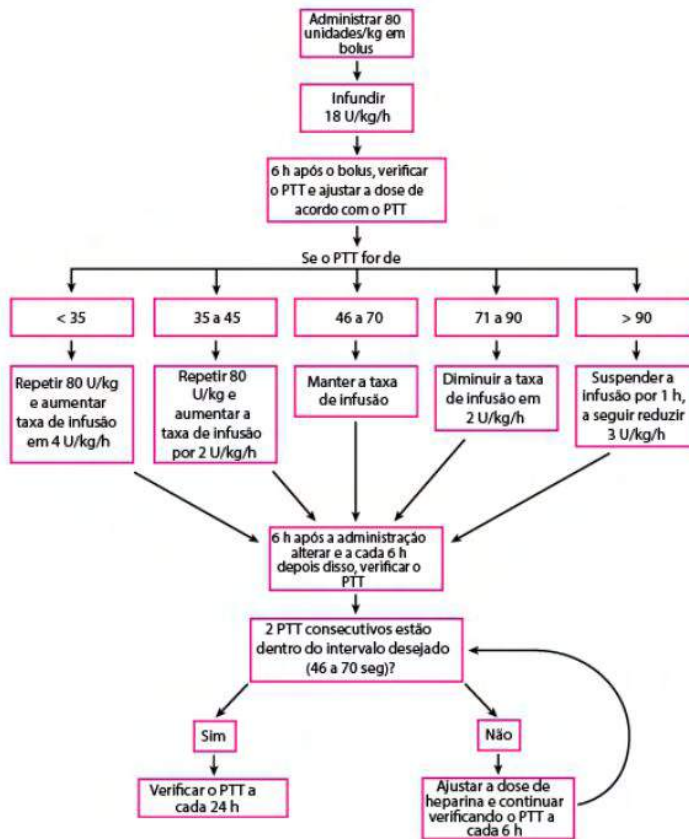 Administrar 80
unidades/kg em
bolus
Infundir
18 U/kg/h
6 h após o bolus, verificar
o PTT e ajustar a dose de
acordo com o PTT
Se o PTT for de
< 35
35 a 45
46 a 70
71 a 90
> 90
Repetir 80 U/kg
e aumentar
taxa de infusão
em 4 U/kg/h
Repetir 80
U/kg e
aumentar a
taxa de infusão
por 2 U/kg/h
Manter a taxa
de infusão
Diminuir a taxa
de infusão em
2 U/kg/h
Suspender a
infusão por 1 h,
a seguir reduzir
3 U/kg/h
6 h após a administração
alterar e a cada 6 h
depois disso, verificar o
PTT
2 PTT consecutivos estão
dentro do intervalo desejado
(46 a 70 seg)?
Sim
Não
Verificar o PTT a
cada 24 h
Ajustar a dose de
heparina e continuar
verificando o PTT a
cada 6 h